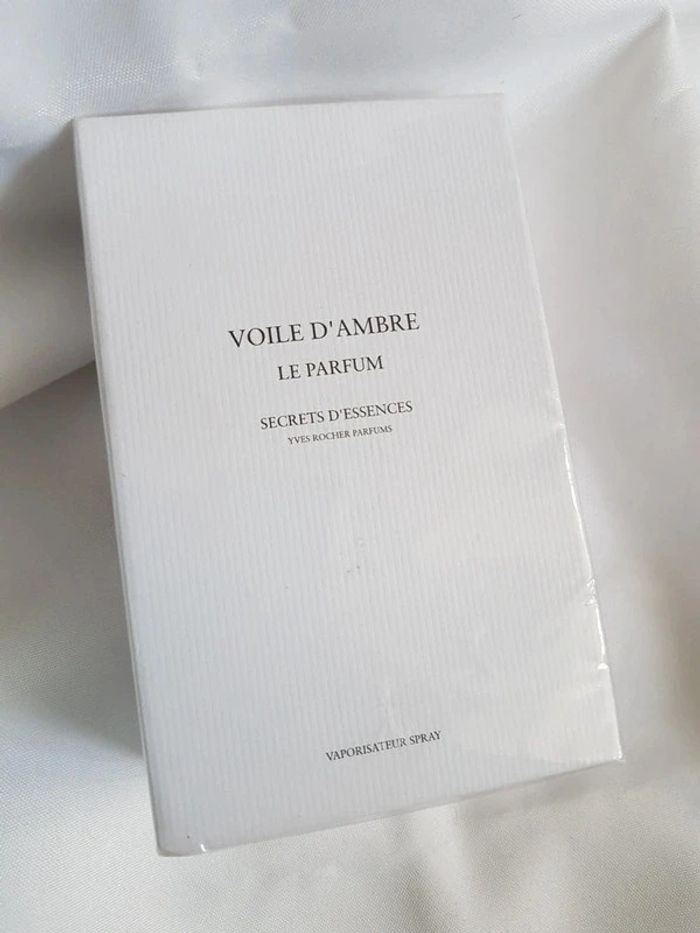 VOILE D'AMBRE
LE PARFUM
SECRETS D'ESSENCES
YVES ROCHER PARFUMS
VAPORISATEUR SPRAY